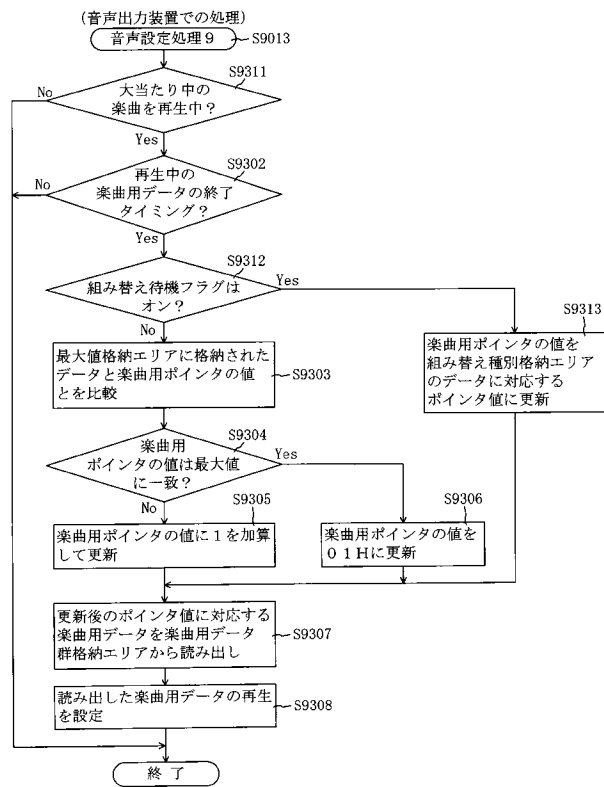 (音声出力装置での処理)
音声設定処理９
S9013
S9311
大当たり中の
楽曲を再生中？
No
Yes
S9302
再生中の
楽曲用データの終了
タイミング？
No
Yes
S9312
組み替え待機フラグは
オン？
Yes
No
S9313
楽曲用ポインタの値を
組み替え種別格納エリア
のデータに対応する
ポインタ値に更新
最大値格納エリアに格納された
データと楽曲用ポインタの値
とを比較
S9303
S9304
楽曲用
ポインタの値は最大値
に一致？
Yes
No
S9305
楽曲用ポインタの値に１を加算
して更新
S9306
楽曲用ポインタの値を
０１Ｈに更新
更新後のポインタ値に対応する
楽曲用データを楽曲用データ
群格納エリアから読み出し
S9307
読み出した楽曲用データの再生
を設定
S9308
終了